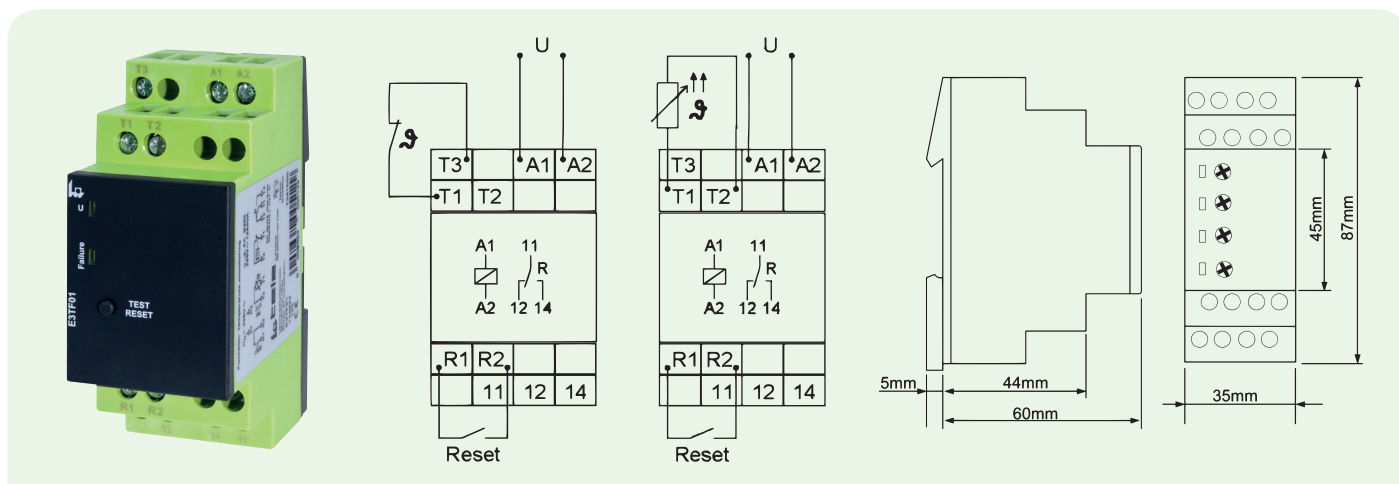 T3 A1 A2
T1 T2
U
Failure
E3TF01
TEST
RESET
R1 R2
U
ϑ
T3 A1 A2
T1 T2
A1 11
R
A2 12 14
R1 R2
11 12 14
Reset
U
ϑ
T3 A1 A2
T1 T2
A1 11
R
A2 12 14
R1 R2
11 12 14
Reset
5mm
44mm
60mm
45mm
87mm
35mm